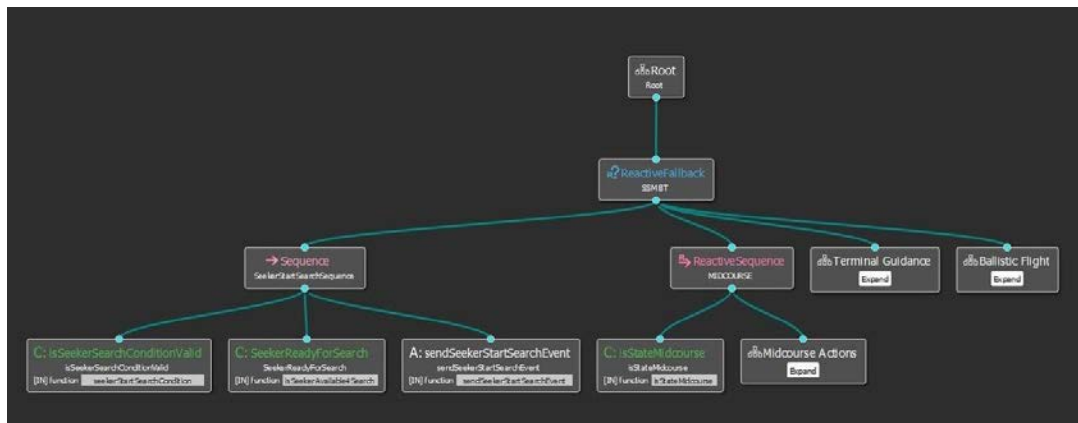 Root
Root
ReactiveFallback
SSMBT
Sequence
SeekerStartSearchSequence
ReactiveSequence
MIDCOURSE
Terminal Guidance
Expand
Ballistic Flight
Expand
C: isSeekerSearchConditionValid
isSeekerSearchConditionValid
[IN] function seekerStartSearchCondition
C: SeekerReadyForSearch
SeekerReadyForSearch
[IN] function isSeekerAvailable4Search
A: sendSeekerStartSearchEvent
sendSeekerStartSearchEvent
[IN] function sendSeekerStartSearchEvent
C: isStateMidcourse
isStateMidcourse
[IN] function isStateMidcourse
Midcourse Actions
Expand